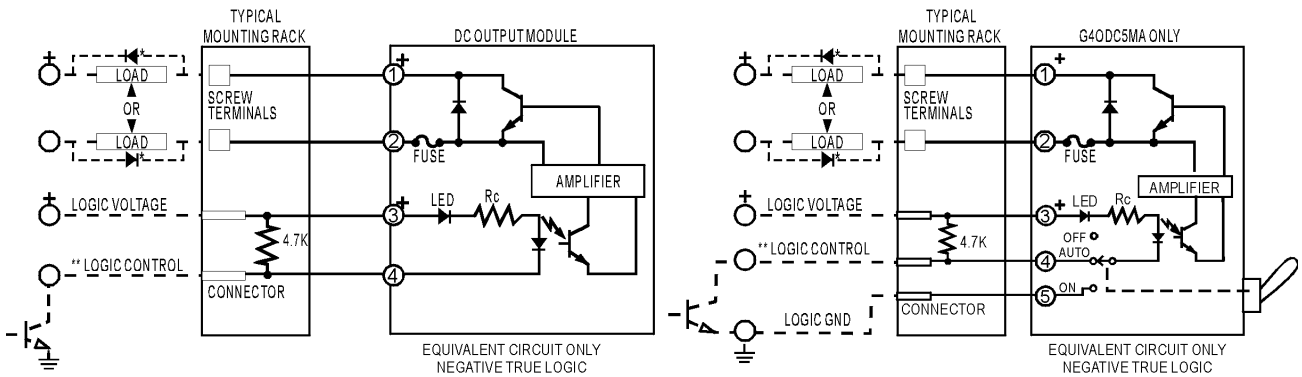 TYPICAL
MOUNTING RACK
DC OUTPUT MODULE
+
LOAD
*
OR
LOAD
*
SCREW
TERMINALS
1
+
2
FUSE
AMPLIFIER
+
LOGIC VOLTAGE
3
+
LED
Rc
4.7K
** LOGIC CONTROL
4
CONNECTOR
EQUIVALENT CIRCUIT ONLY
NEGATIVE TRUE LOGIC
TYPICAL
MOUNTING RACK
G4ODC5MA ONLY
+
LOAD
*
OR
LOAD
*
SCREW
TERMINALS
1
+
2
FUSE
AMPLIFIER
+
LOGIC VOLTAGE
3
+
LED
Rc
4.7K
OFF
** LOGIC CONTROL
4
AUTO
5
ON
CONNECTOR
LOGIC GND
EQUIVALENT CIRCUIT ONLY
NEGATIVE TRUE LOGIC